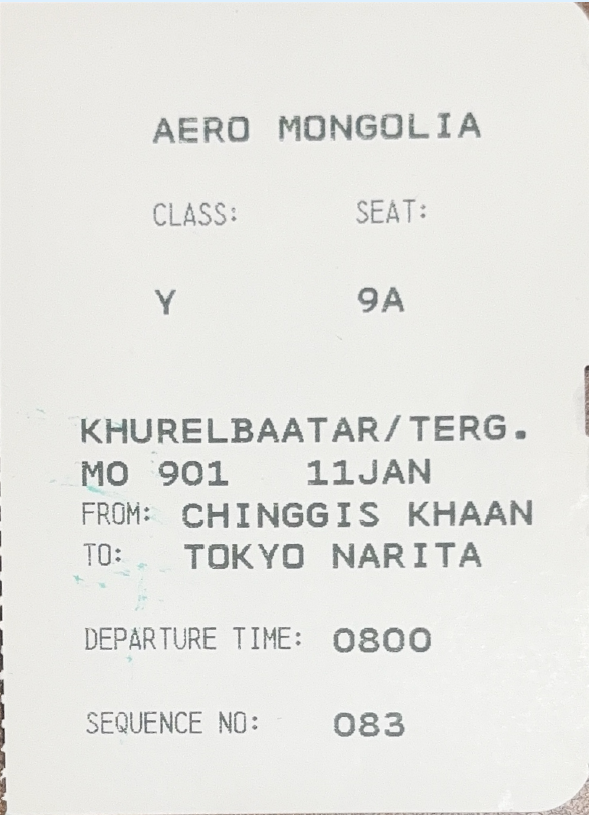 AERO MONGOLIA
CLASS: SEAT:
Y 9A
KHURELBAATAR/TERG.
MO 901 11JAN
FROM: CHINGGIS KHAAN
TO: TOKYO NARITA
DEPARTURE TIME: 0800
SEQUENCE NO: 083